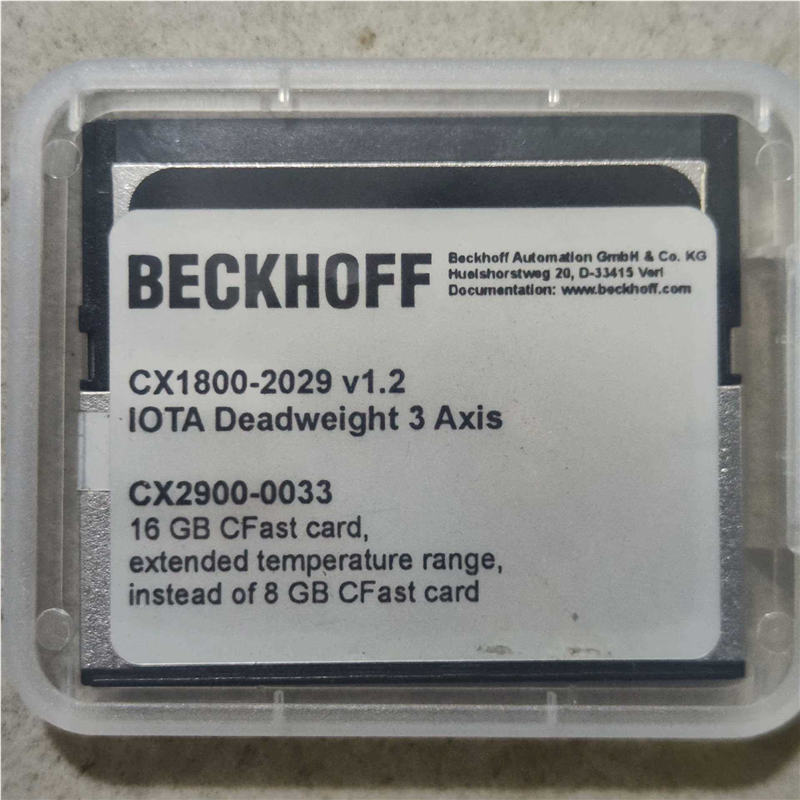 BECKHOFF
Beckhoff Automation GmbH & Co. KG
Huelshorstweg 20, D-33415 Verl
Documentation: www.beckhoff.com
CX1800-2029 v1.2
IOTA Deadweight 3 Axis
CX2900-0033
16 GB CFast card,
extended temperature range,
instead of 8 GB CFast card